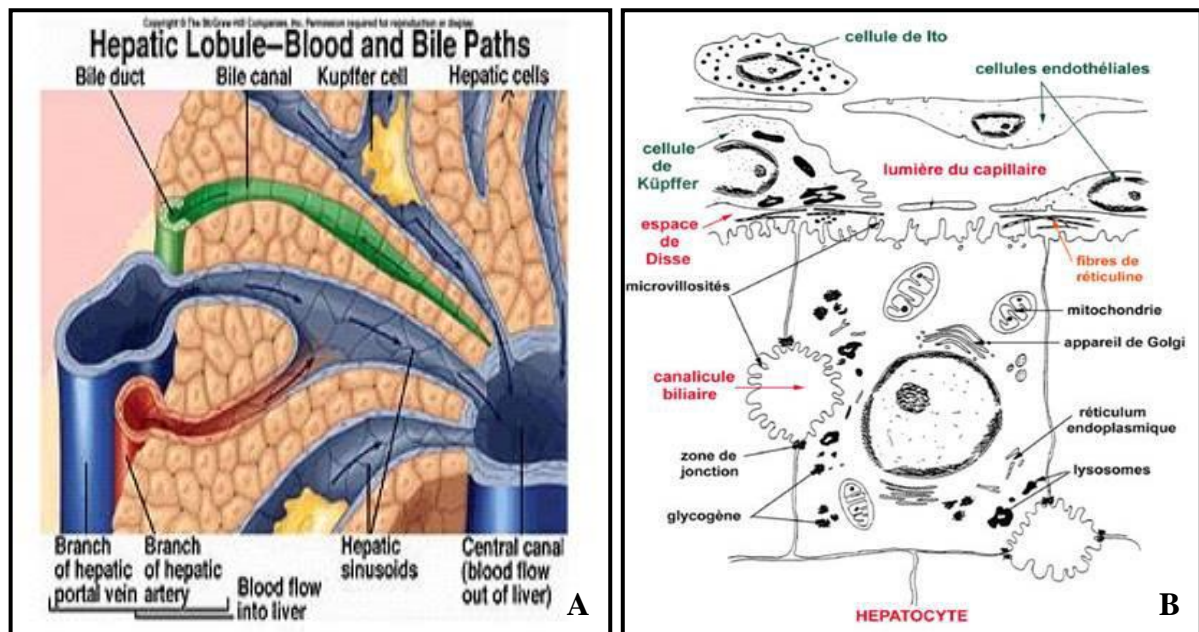 Copyright © The McGraw-Hill Companies, Inc. Permission required for reproduction or display.
Hepatic Lobule–Blood and Bile Paths
Bile duct
Bile canal
Kupffer cell
Hepatic cells
Branch
of hepatic
portal vein
Branch
of hepatic
artery
Blood flow
into liver
Hepatic
sinusoids
Central canal
(blood flow
out of liver)
A
cellule de Ito
cellules endothéliales
cellule
de
Küpffer
lumière du capillaire
espace
de
Disse
fibres de
réticuline
microvillosités
mitochondrie
appareil de Golgi
canalicule
biliaire
réticulum
endoplasmique
zone de
jonction
lysosomes
glycogène
HEPATOCYTE
B